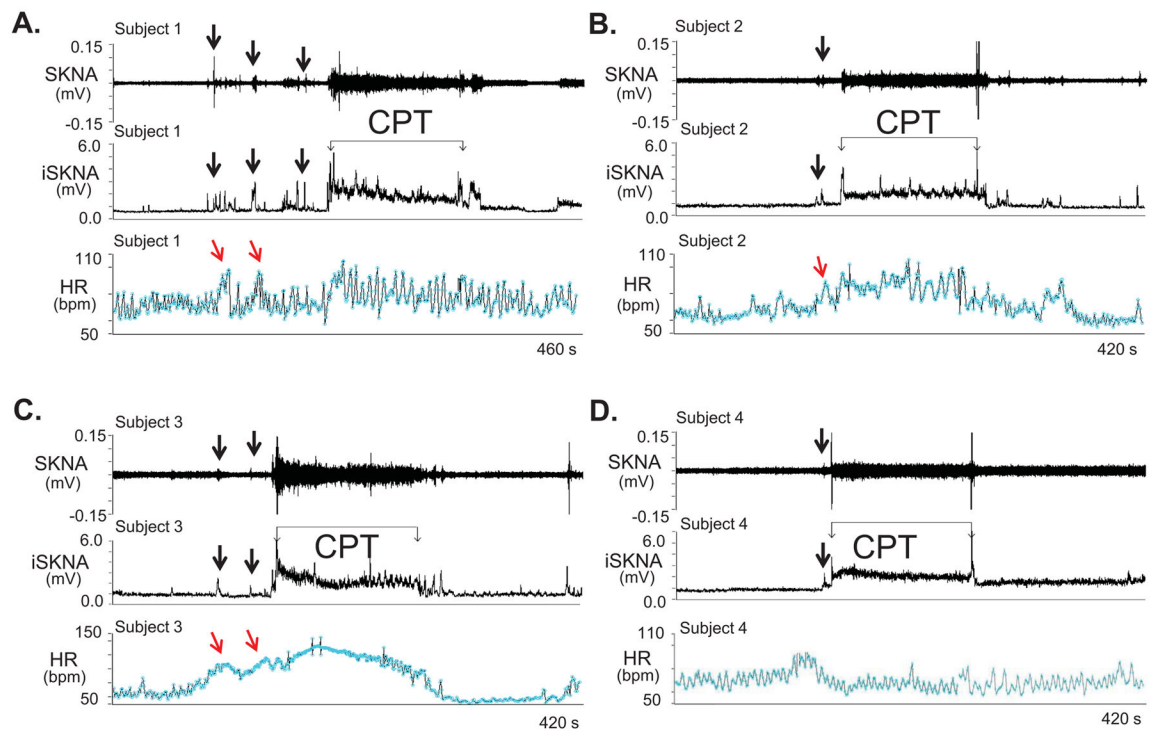 A.
Subject 1
0.15
SKNA
(mV)
-0.15
Subject 1
CPT
6.0
iSKNA
(mV)
0.0
Subject 1
110
HR
(bpm)
50
460 s
B.
Subject 2
0.15
SKNA
(mV)
-0.15
Subject 2
CPT
6.0
iSKNA
(mV)
0.0
Subject 2
110
HR
(bpm)
50
420 s
C.
Subject 3
0.15
SKNA
(mV)
-0.15
Subject 3
6.0
CPT
iSKNA
(mV)
0.0
Subject 3
150
HR
(bpm)
50
420 s
D.
Subject 4
0.15
SKNA
(mV)
-0.15
Subject 4
6.0
CPT
iSKNA
(mV)
0.0
Subject 4
110
HR
(bpm)
50
420 s